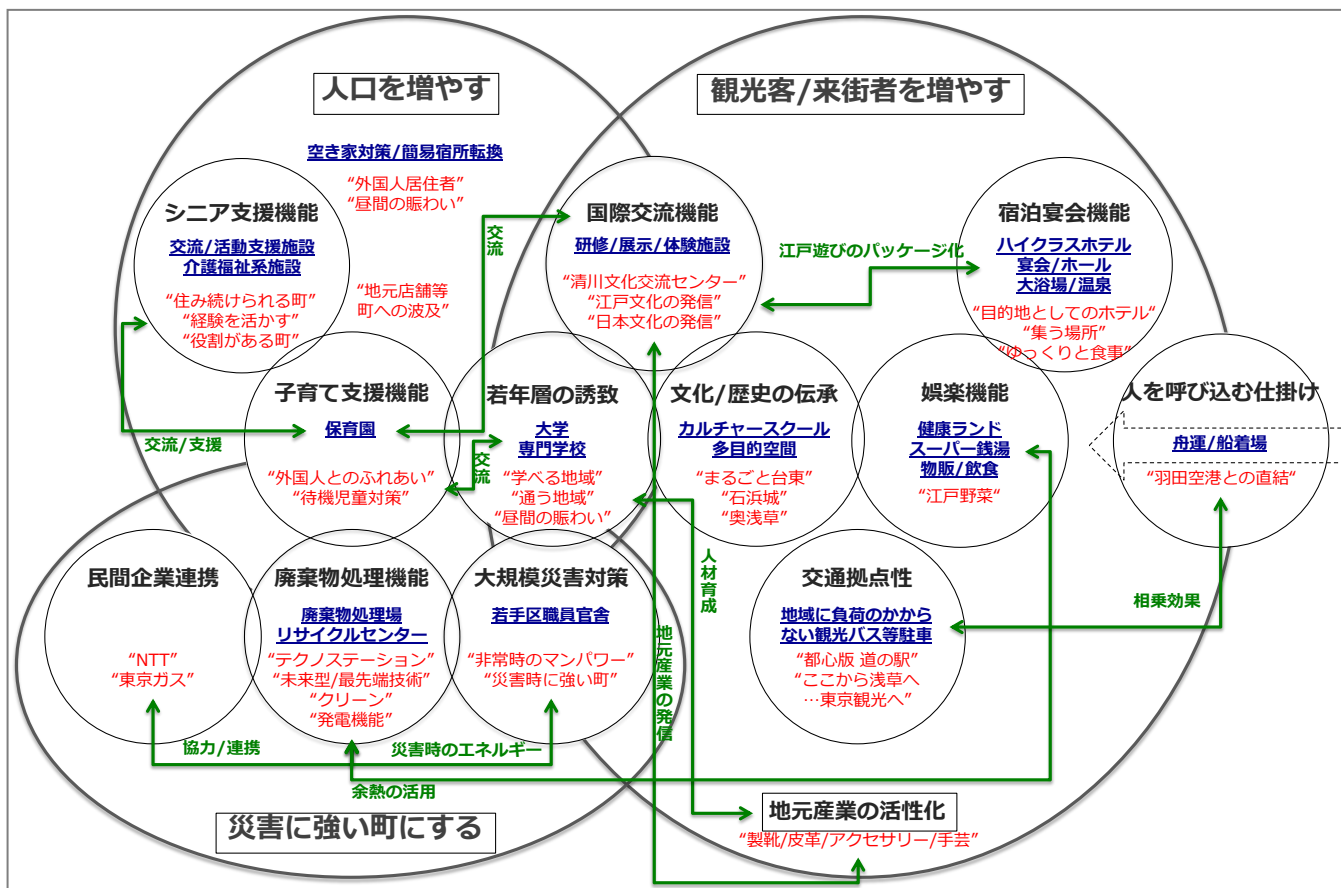 人口を増やす
観光客/来街者を増やす
空き家対策/簡易宿所転換
“外国人居住者”
“昼間の賑わい”
シニア支援機能
交流/活動支援施設
介護福祉系施設
“住み続けられる町”
“経験を活かす”
“役割がある町”
“地元店舗等
町への波及”
交流
国際交流機能
研修/展示/体験施設
“清川文化交流センター”
“江戸文化の発信”
“日本文化の発信”
江戸遊びのパッケージ化
宿泊宴会機能
ハイクラスホテル
宴会/ホール
大浴場/温泉
“目的地としてのホテル“
“集う場所”
“ゆっくりと食事”
交流/支援
子育て支援機能
保育園
“外国人とのふれあい”
“待機児童対策”
交流
若年層の誘致
大学
専門学校
“学べる地域”
“通う地域”
“昼間の賑わい”
文化/歴史の伝承
カルチャースクール
多目的空間
“まるごと台東”
“石浜城”
“奥浅草”
娯楽機能
健康ランド
スーパー銭湯
物販/飲食
“江戸野菜“
人を呼び込む仕掛け
舟運/船着場
“羽田空港との直結“
民間企業連携
“NTT”
“東京ガス”
廃棄物処理機能
廃棄物処理場
リサイクルセンター
“テクノステーション”
“未来型/最先端技術”
“クリーン”
“発電機能”
大規模災害対策
若手区職員官舎
“非常時のマンパワー”
“災害時に強い町”
人材育成
地元産業の発信
交通拠点性
地域に負荷のかから
ない観光バス等駐車
“都心版 道の駅”
“ここから浅草へ
…東京観光へ”
相乗効果
協力/連携
災害時のエネルギー
余熱の活用
災害に強い町にする
地元産業の活性化
“製靴/皮革/アクセサリー/手芸”